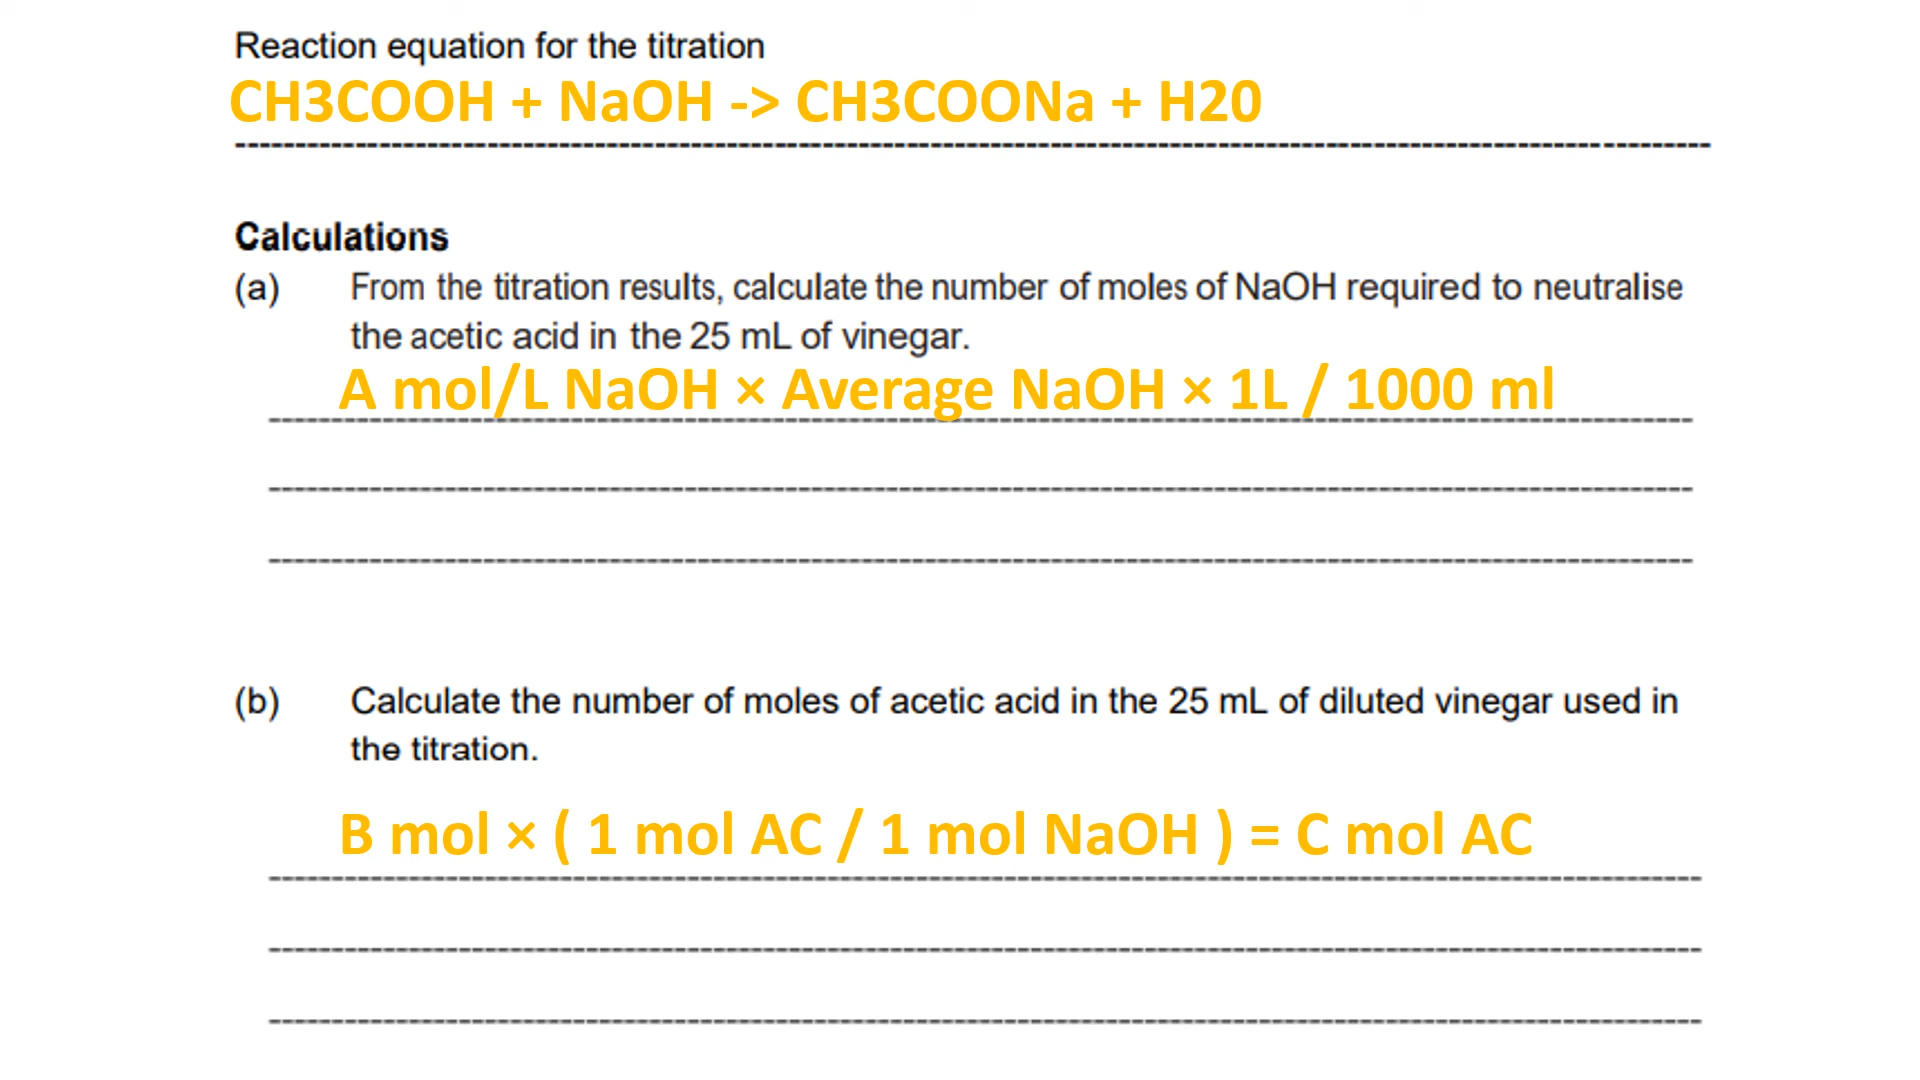 Reaction equation for the titration
CH3COOH + NaOH -> CH3COONa + H20
Calculations
(a) From the titration results, calculate the number of moles of NaOH required to neutralise
the acetic acid in the 25 mL of vinegar.
A mol/L NaOH × Average NaOH × 1L / 1000 ml
(b) Calculate the number of moles of acetic acid in the 25 mL of diluted vinegar used in
the titration.
B mol × ( 1 mol AC / 1 mol NaOH ) = C mol AC